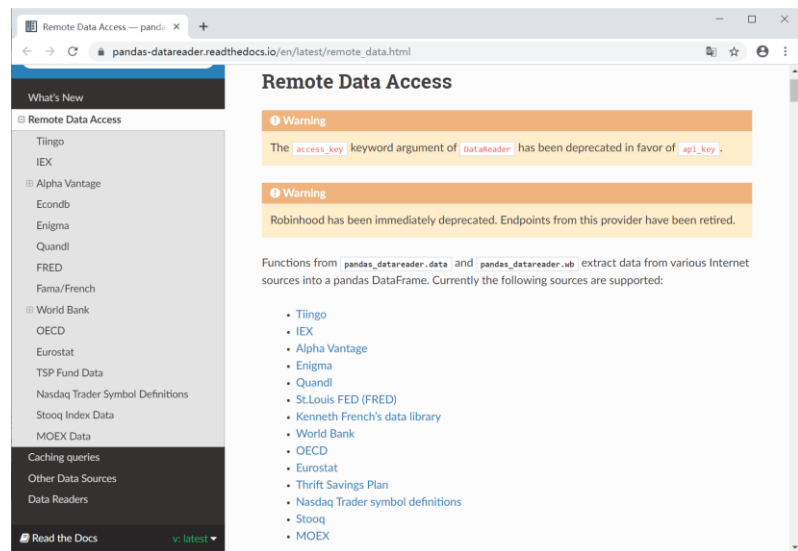 Remote Data Access — panda
pandas-datareader.readthedocs.io/en/latest/remote_data.html
What's New
Remote Data Access
Tiingo
IEX
Alpha Vantage
Econdb
Enigma
Quandl
FRED
Fama/French
World Bank
OECD
Eurostat
TSP Fund Data
Nasdaq Trader Symbol Definitions
Stooq Index Data
MOEX Data
Caching queries
Other Data Sources
Data Readers
Read the Docs
v: latest
Remote Data Access
Warning
The access_key keyword argument of DataReader has been deprecated in favor of api_key.
Warning
Robinhood has been immediately deprecated. Endpoints from this provider have been retired.
Functions from pandas_datareader.data and pandas_datareader.wb extract data from various Internet
sources into a pandas DataFrame. Currently the following sources are supported:
• Tiingo
• IEX
• Alpha Vantage
• Enigma
• Quandl
• St.Louis FED (FRED)
• Kenneth French's data library
• World Bank
• OECD
• Eurostat
• Thrift Savings Plan
• Nasdaq Trader symbol definitions
• Stooq
• MOEX